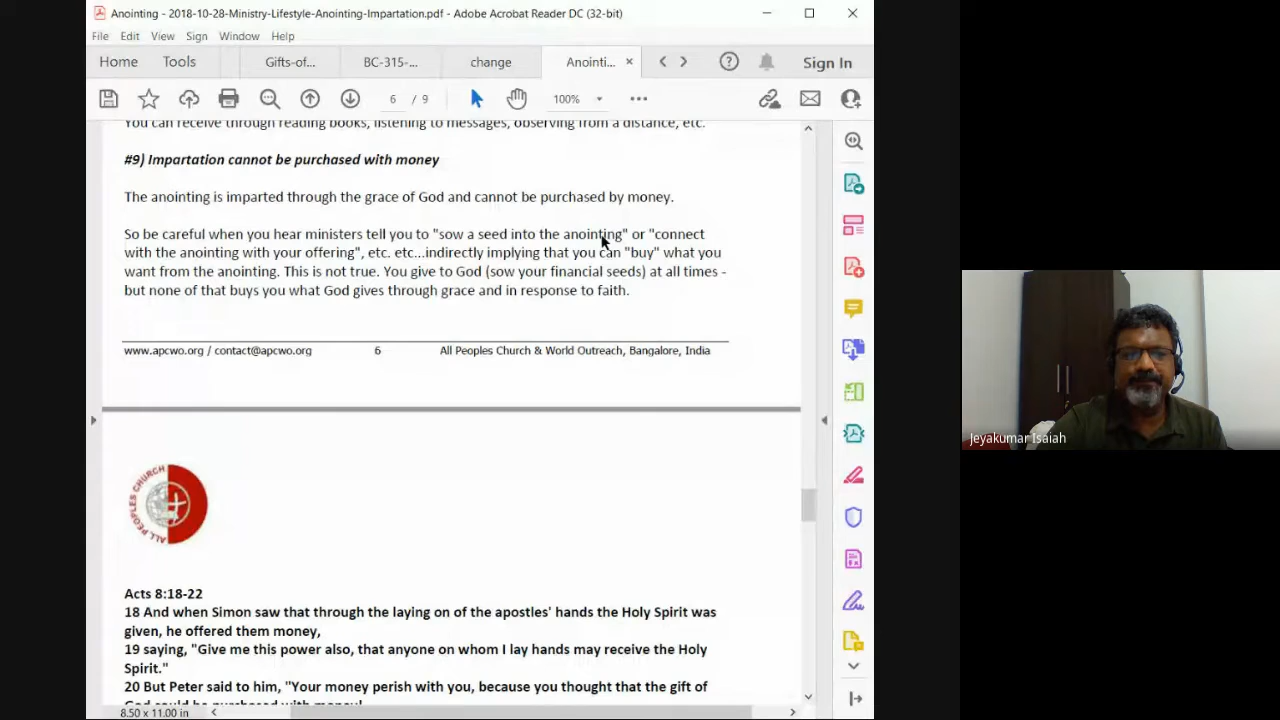 Anointing - 2018-10-28-Ministry-Lifestyle-Anointing-Impartation.pdf - Adobe Acrobat Reader DC (32-bit)
File Edit View Sign Window Help
Home Tools Gifts-of... BC-315-... change Anointi... Sign In
6 / 9 100%
You can receive through reading books, listening to messages, observing from a distance, etc.
#9) Impartation cannot be purchased with money
The anointing is imparted through the grace of God and cannot be purchased by money.
So be careful when you hear ministers tell you to "sow a seed into the anointing" or "connect
with the anointing with your offering", etc. etc...indirectly implying that you can "buy" what you
want from the anointing. This is not true. You give to God (sow your financial seeds) at all times -
but none of that buys you what God gives through grace and in response to faith.
www.apcwo.org / contact@apcwo.org 6 All Peoples Church & World Outreach, Bangalore, India
ALL PEOPLES CHURCH
Acts 8:18-22
18 And when Simon saw that through the laying on of the apostles' hands the Holy Spirit was
given, he offered them money,
19 saying, "Give me this power also, that anyone on whom I lay hands may receive the Holy
Spirit."
20 But Peter said to him, "Your money perish with you, because you thought that the gift of
God could be purchased with money!
8.50 x 11.00 in
Jeyakumar Isaiah